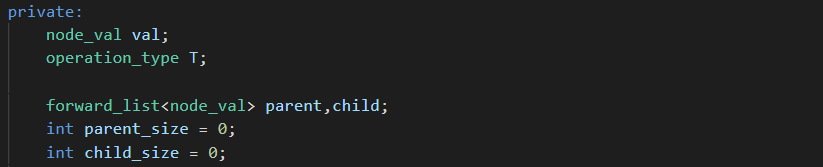 private:
    node_val val;
    operation_type T;
    forward_list<node_val> parent,child;
    int parent_size = 0;
    int child_size = 0;